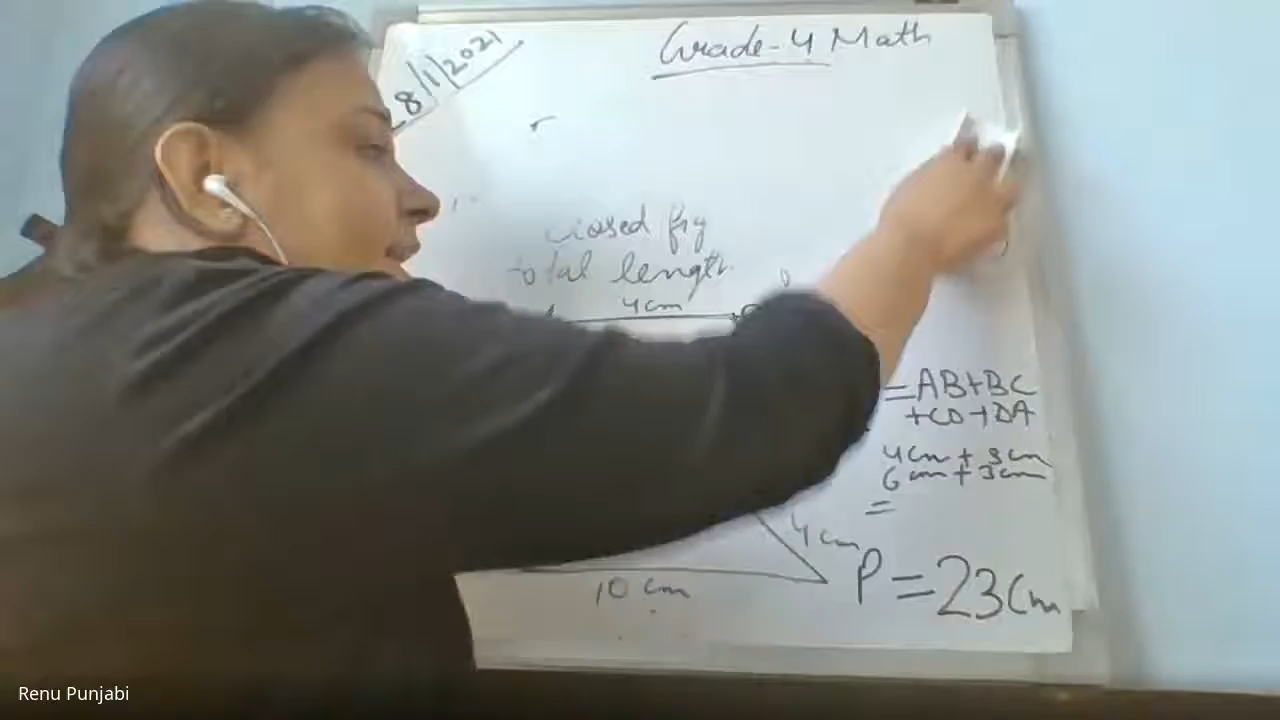 8/1/2021
Grade-4 Math
closed fig
total length
4cm
=AB+BC
+CD+DA
4cm + 3cm
6cm + 3cm
=
4cm
10 cm
P=23cm
Renu Punjabi